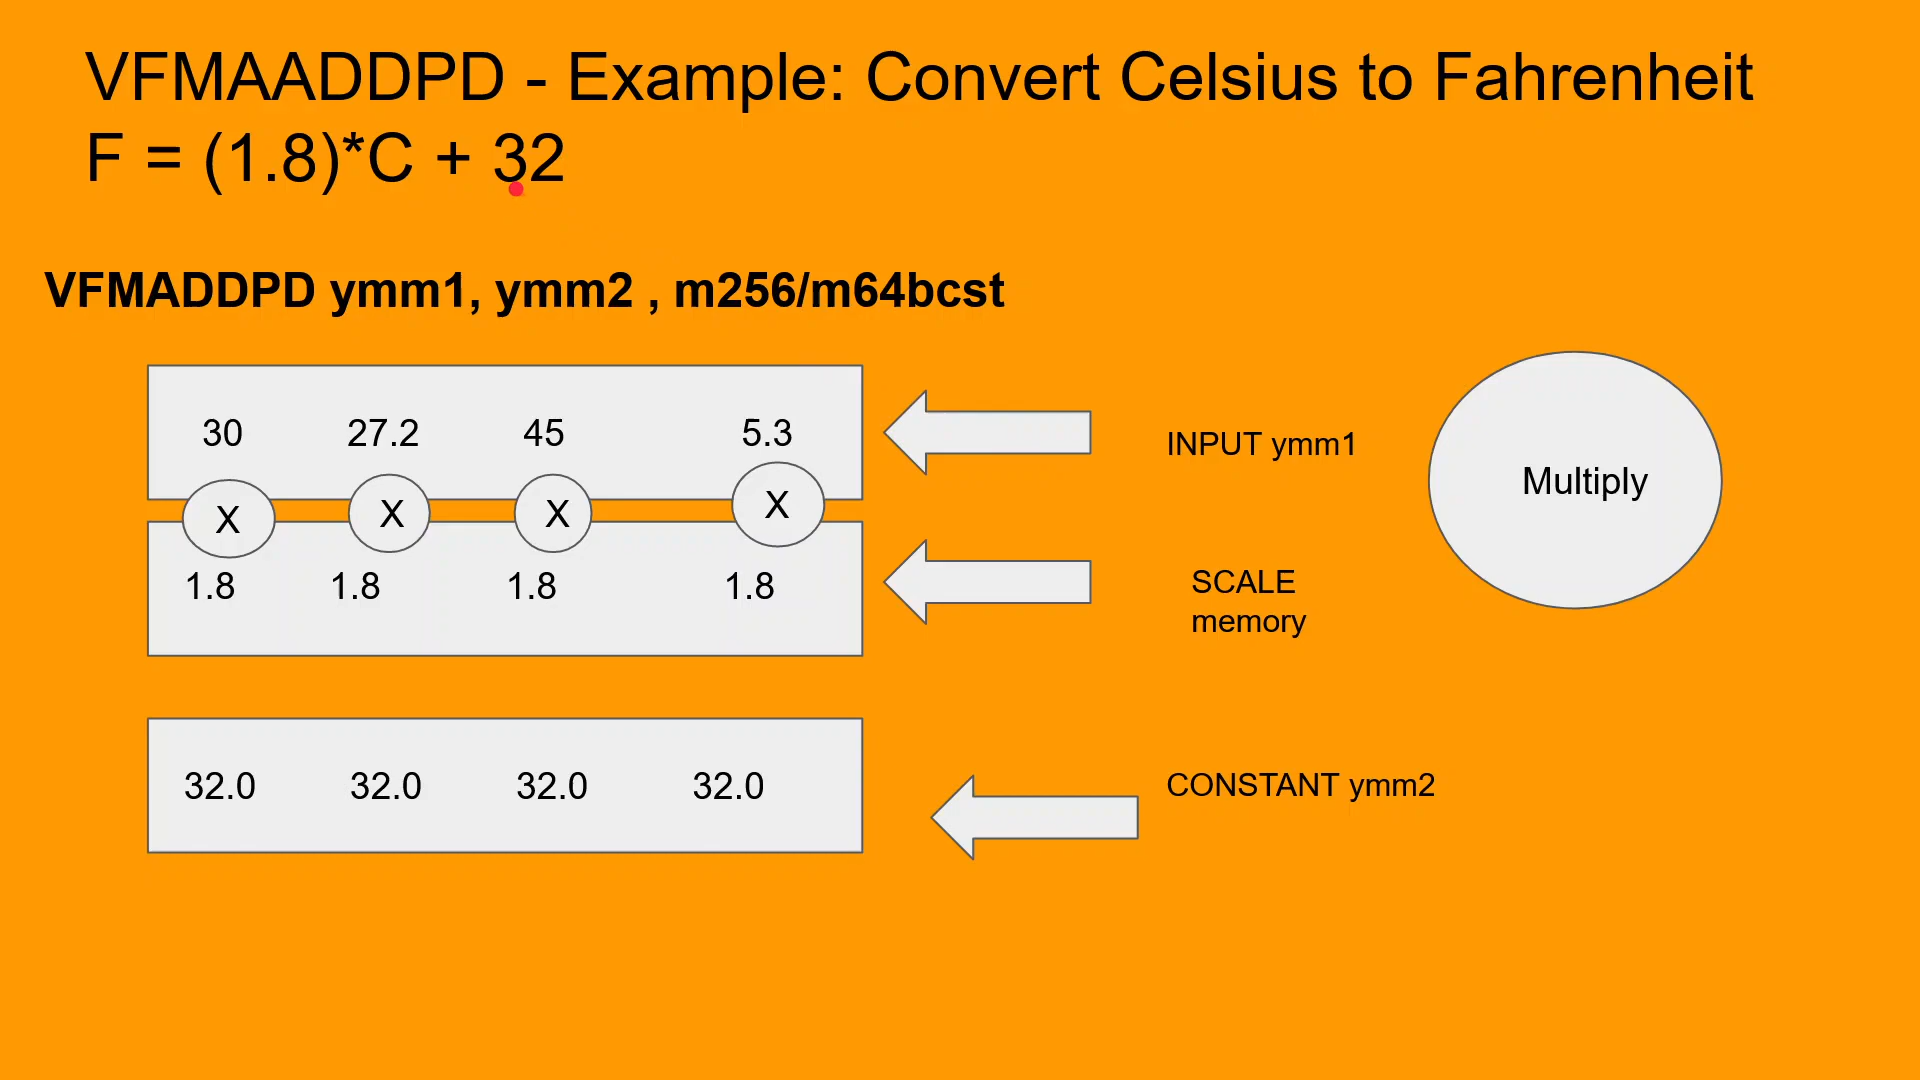 VFMAADDPD - Example: Convert Celsius to Fahrenheit
F = (1.8)*C + 32
VFMADDPD ymm1, ymm2 , m256/m64bcst
30 27.2 45 5.3
INPUT ymm1
X X X X
Multiply
1.8 1.8 1.8 1.8
SCALE
memory
32.0 32.0 32.0 32.0
CONSTANT ymm2